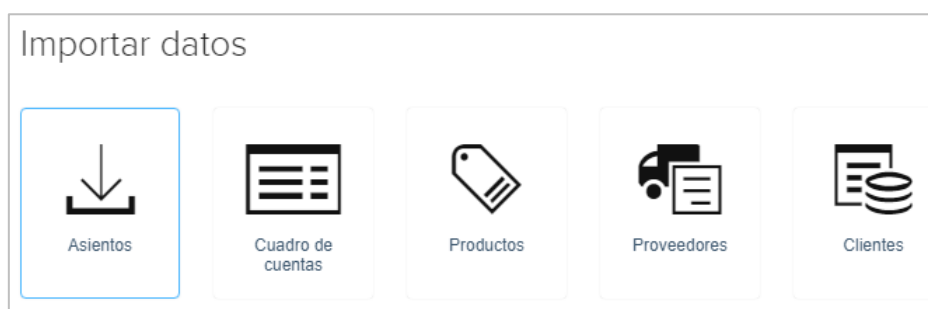 Importar datos
Asientos
Cuadro de
cuentas
Productos
Proveedores
Clientes